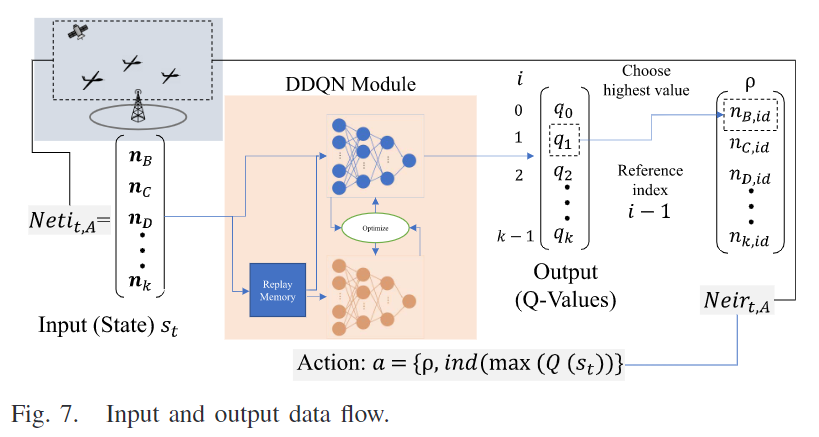 DDQN Module
i
Choose
highest value
ρ
Neti_{t,A}=
n_B
n_C
n_D
n_k
Input (State) s_t
Replay
Memory
Optimize
0
1
2
k − 1
q_0
q_1
q_2
q_k
Output
(Q-Values)
Reference
index
i − 1
n_{B,id}
n_{C,id}
n_{D,id}
n_{k,id}
Neir_{t,A}
Action: a = {ρ, ind(max (Q (s_t))}
Fig. 7. Input and output data flow.